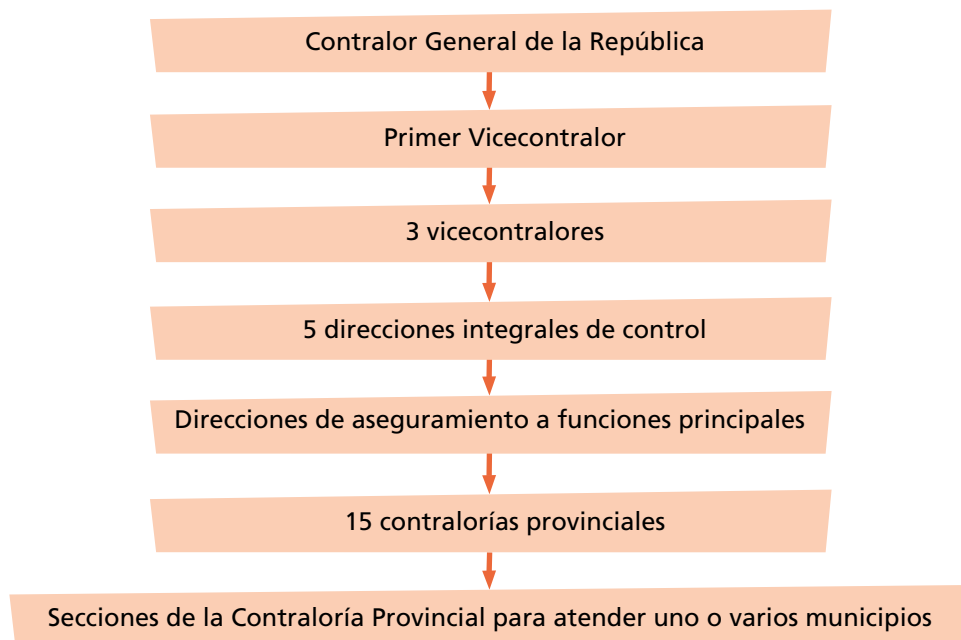 Contralor General de la República
Primer Vicecontralor
3 vicecontralores
5 direcciones integrales de control
Direcciones de aseguramiento a funciones principales
15 contralorías provinciales
Secciones de la Contraloría Provincial para atender uno o varios municipios